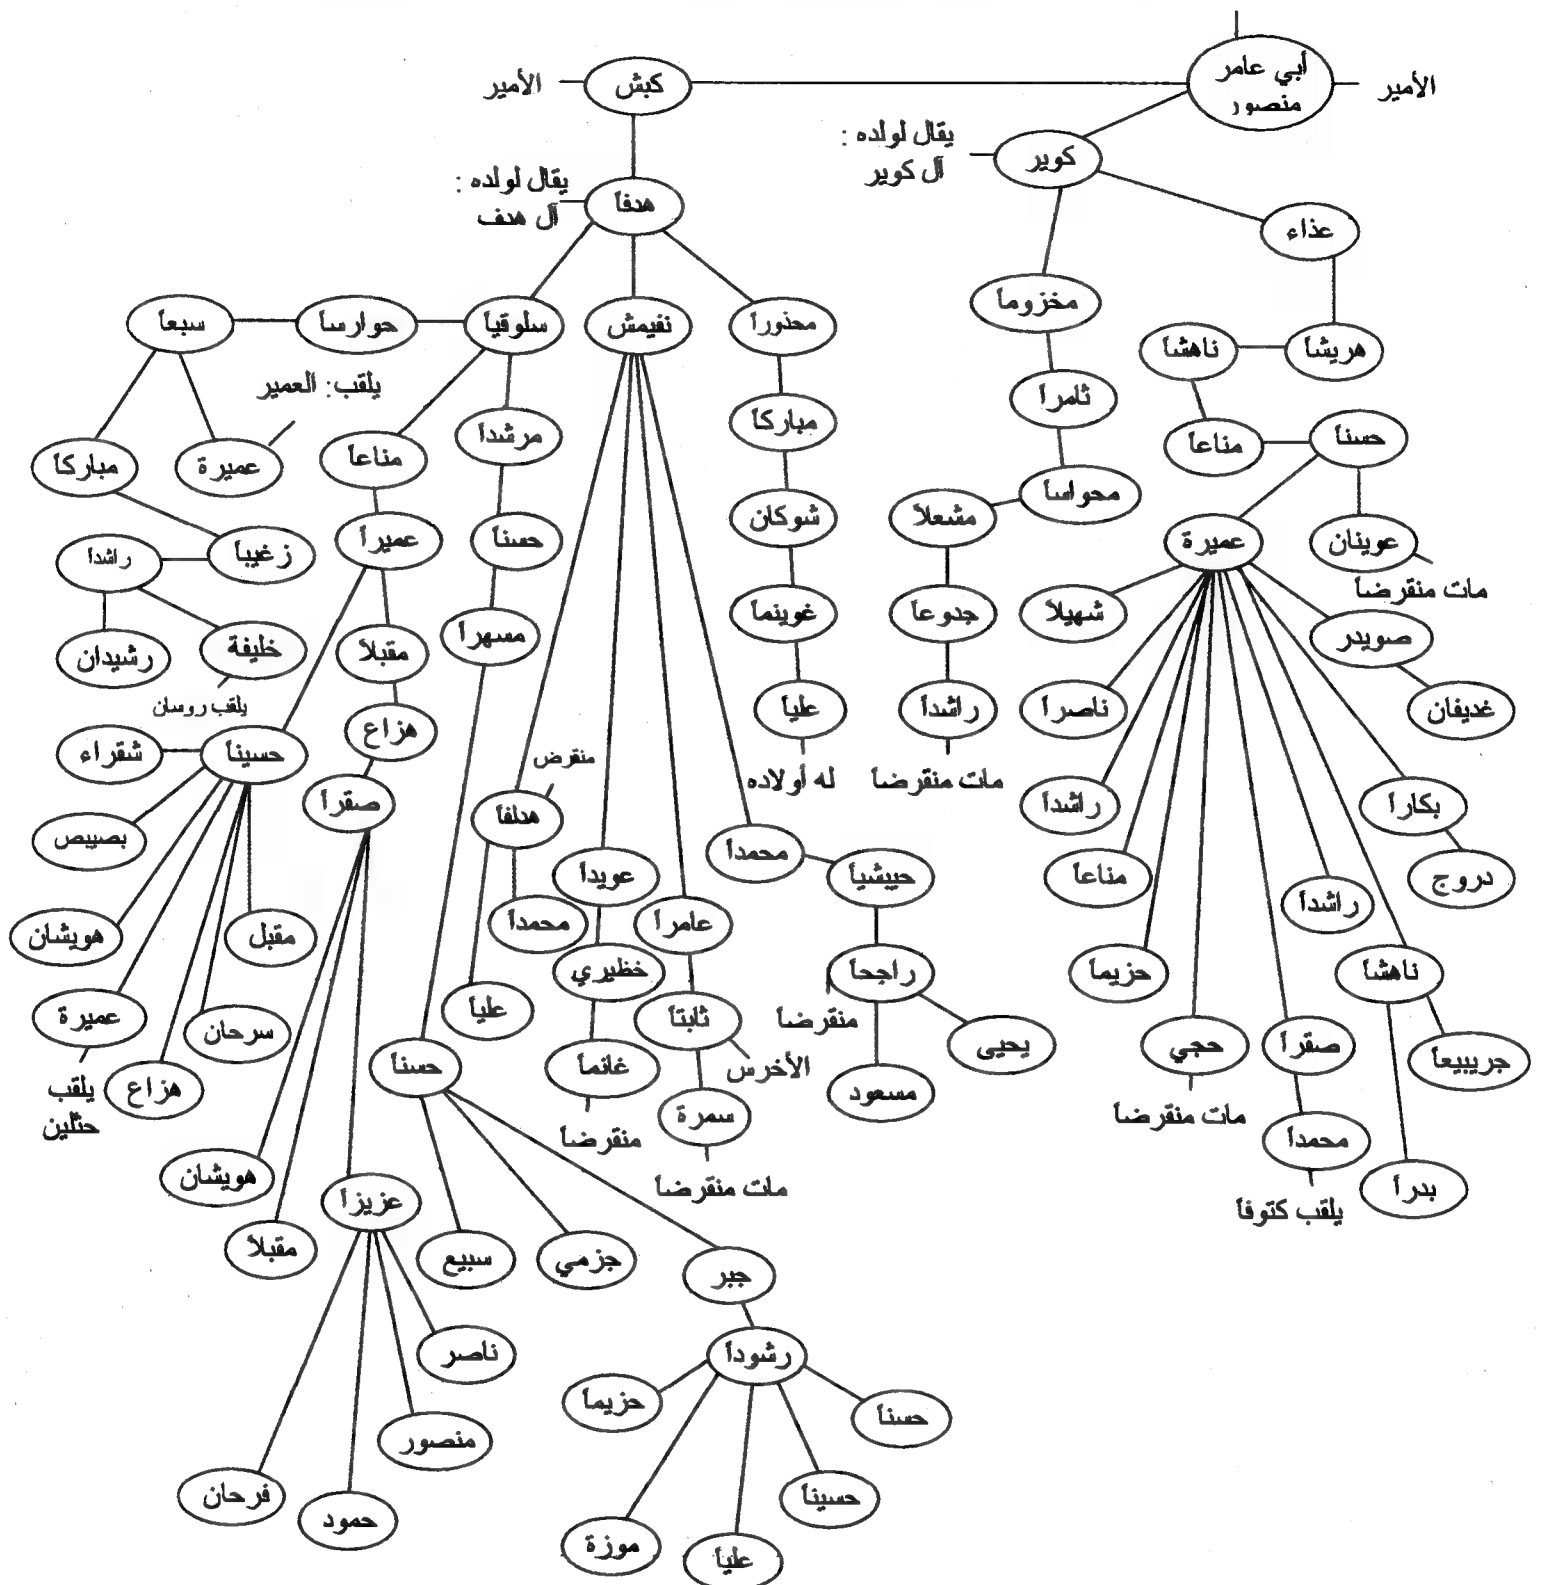 أبي عامر
منصور
الأمير
كبش
الأمير
كوير
يقال لولده :
آل كوير
هدفاً
يقال لولده :
آل هدف
عذاء
مخزوماً
محذوراً
نفيمش
سلوقياً
حوارساً
سبعاً
هريشاً
ناهشاً
يلقب: العمير
ثامراً
مباركاً
مرشداً
مناعاً
عميرة
مباركاً
حسناً
مناعاً
محواساً
مشعلاً
شوكان
حسناً
عميراً
زغيباً
راشداً
عوينان
مات منقرضاً
عميرة
شهيلاً
جدوعاً
غوينماً
مسهراً
مقبلاً
خليفة
يلقب روسان
رشيدان
صويدر
غديفان
ناصراً
راشداً
مات منقرضاً
علياً
له أولاده
هزاع
حسيناً
شقراء
صقراً
بصيبص
منقرض
هدلفاً
بكاراً
راشداً
دروج
مناعاً
راشداً
محمداً
حبيشياً
عويداً
عامراً
محمداً
مقبل
هويشان
ناهشاً
حزيماً
راجحاً
منقرضاً
خظيري
علياً
ثابتاً
الأخرس
سرحان
عميرة
يلقب
حثلين
هزاع
جريبيعاً
صقراً
حجي
مات منقرضاً
يحيى
مسعود
غانماً
منقرضاً
سمرة
مات منقرضاً
حسناً
محمداً
يلقب كتوفا
بدراً
هويشان
عزيزاً
مقبلاً
سبيع
جزمي
جبر
ناصر
رشوداً
حزيماً
حسناً
منصور
فرحان
حمود
حسيناً
موزة
علياً